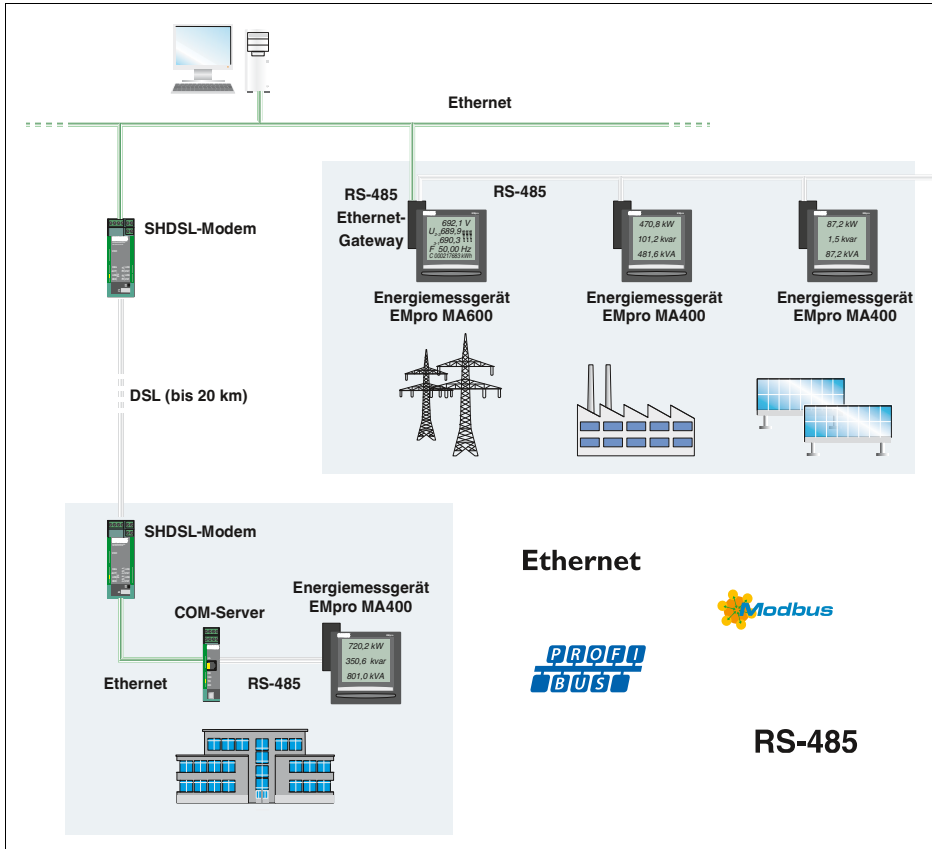 Ethernet
RS-485
Ethernet-
Gateway
RS-485
SHDSL-Modem
692,1 V
689,9
690,3
F 50,00 Hz
C 000217683 kWh
470,8 kW
101,2 kvar
481,6 kVA
87,2 kW
1,5 kvar
87,2 kVA
Energiemessgerät
EMpro MA600
Energiemessgerät
EMpro MA400
Energiemessgerät
EMpro MA400
DSL (bis 20 km)
SHDSL-Modem
Energiemessgerät
EMpro MA400
COM-Server
720,2 kW
350,6 kvar
801,0 kVA
Ethernet
RS-485
Ethernet
Modbus
PROFI
BUS
RS-485